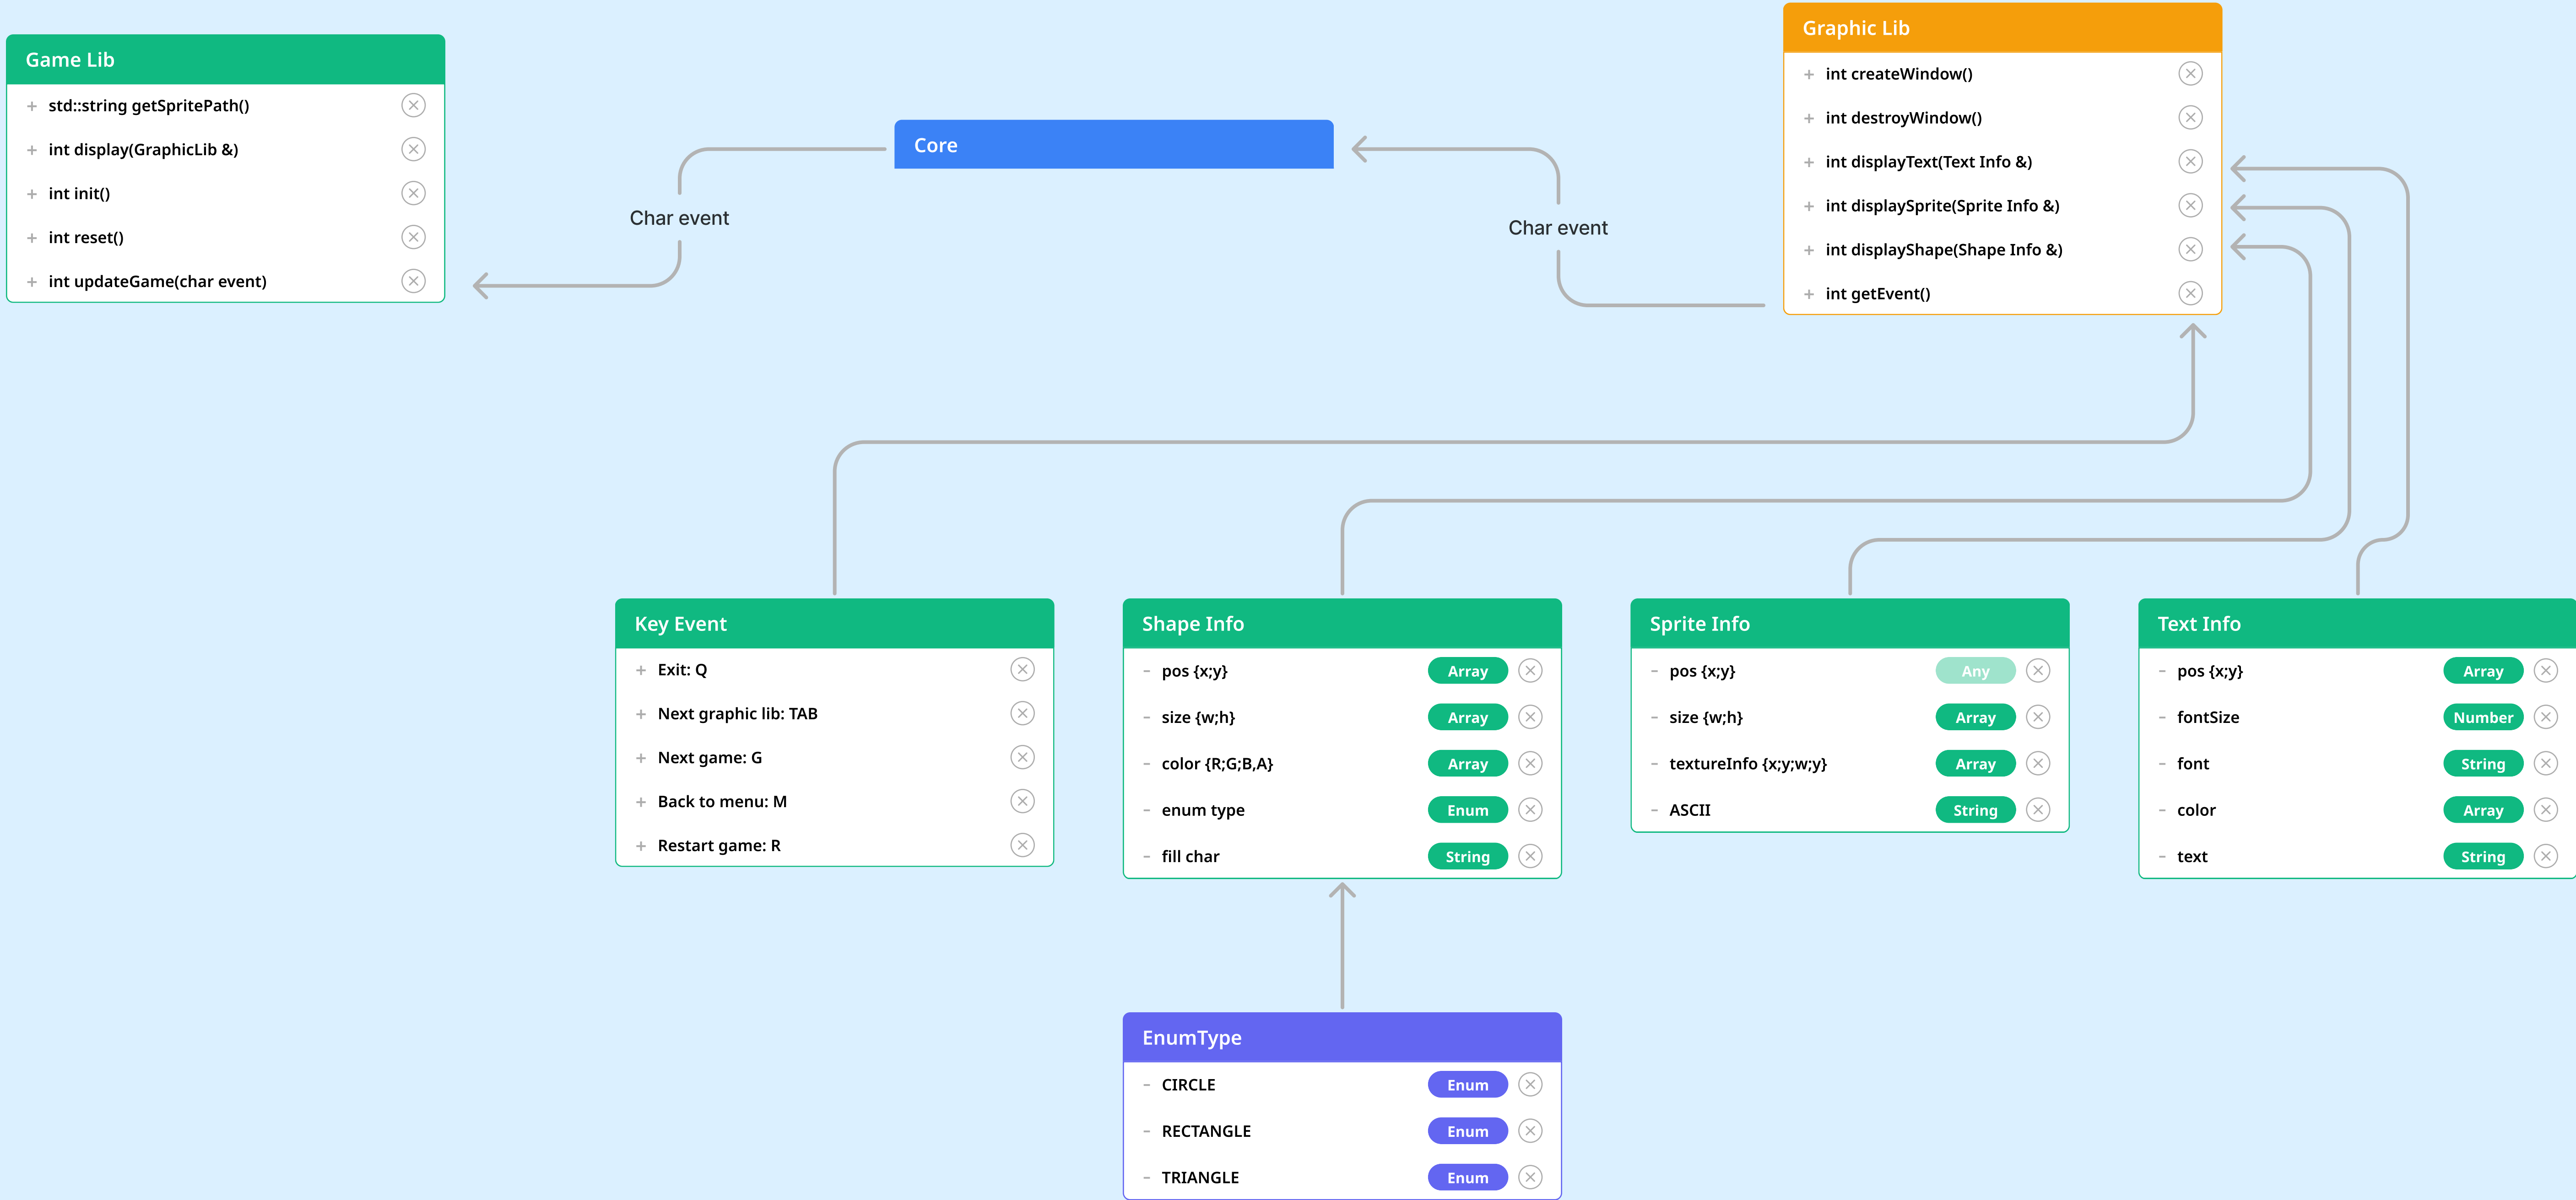 Game Lib
+ std::string getSpritePath()
+ int display(GraphicLib &)
+ int init()
+ int reset()
+ int updateGame(char event)
Char event
Core
Char event
Graphic Lib
+ int createWindow()
+ int destroyWindow()
+ int displayText(Text Info &)
+ int displaySprite(Sprite Info &)
+ int displayShape(Shape Info &)
+ int getEvent()
Key Event
+ Exit: Q
+ Next graphic lib: TAB
+ Next game: G
+ Back to menu: M
+ Restart game: R
Shape Info
- pos {x;y} Array
- size {w;h} Array
- color {R;G;B,A} Array
- enum type Enum
- fill char String
Sprite Info
- pos {x;y} Any
- size {w;h} Array
- textureInfo {x;y;w;y} Array
- ASCII String
Text Info
- pos {x;y} Array
- fontSize Number
- font String
- color Array
- text String
EnumType
- CIRCLE Enum
- RECTANGLE Enum
- TRIANGLE Enum